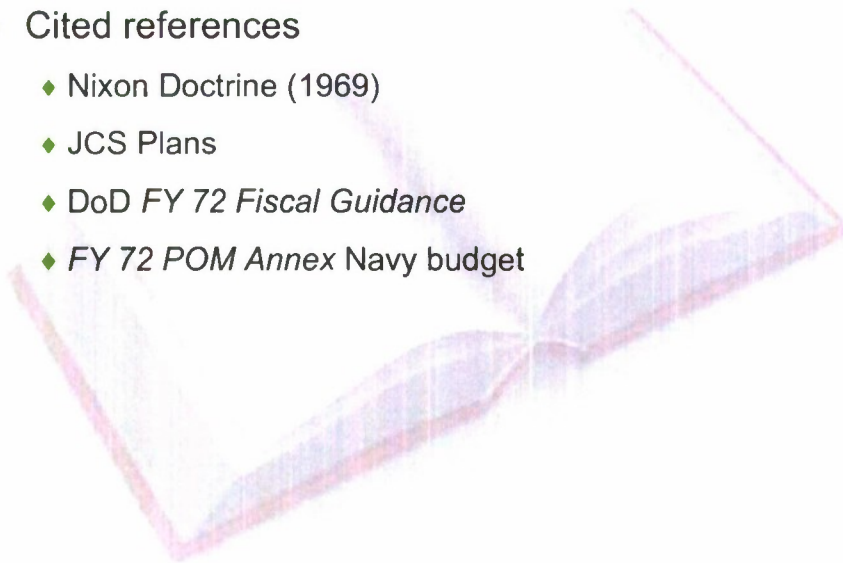 Cited references
♦ Nixon Doctrine (1969)
♦ JCS Plans
♦ DoD FY 72 Fiscal Guidance
♦ FY 72 POM Annex Navy budget